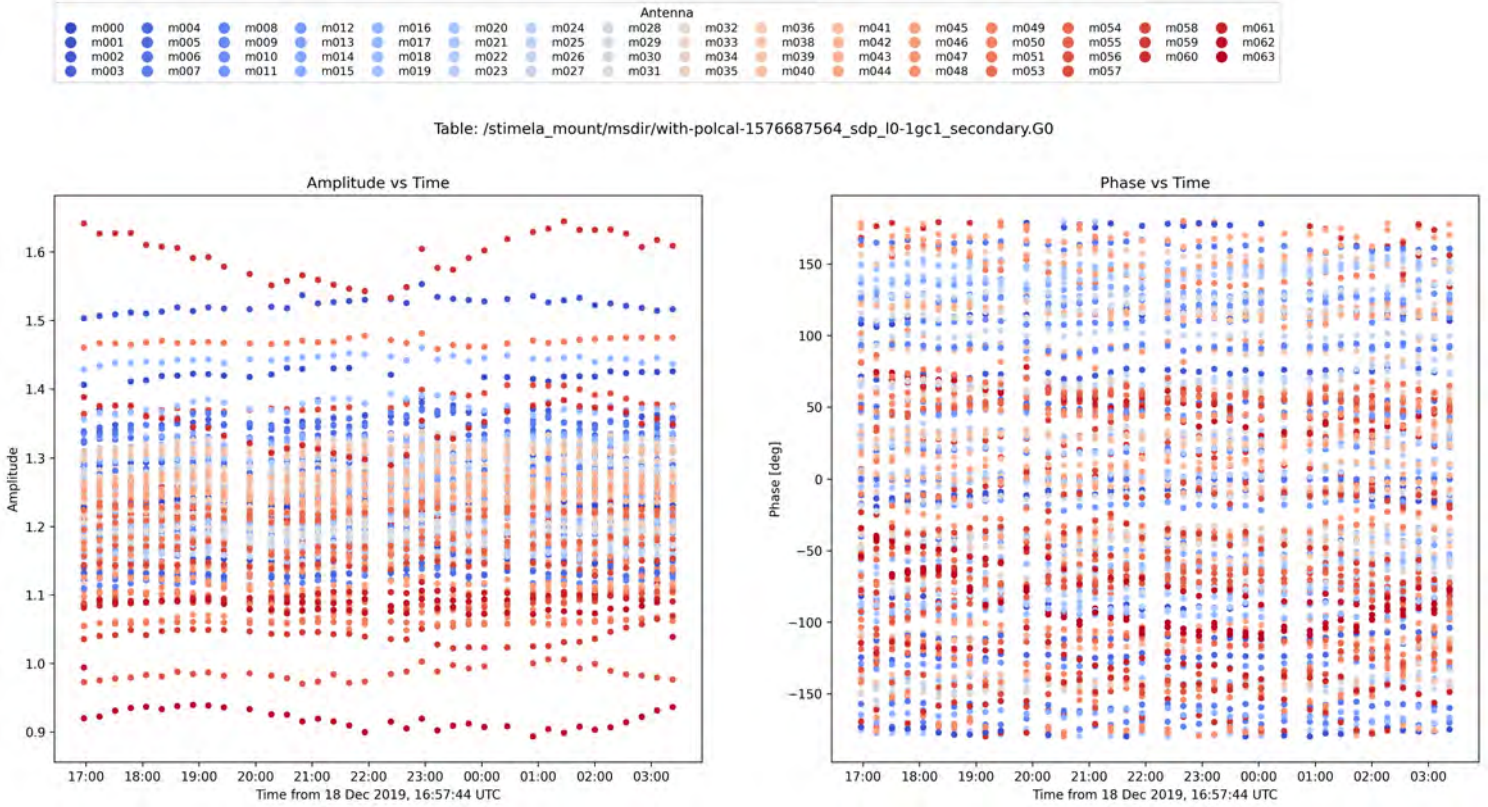 Antenna
m000 m004 m008 m012 m016 m020 m024 m028 m032 m036 m041 m045 m049 m054 m058 m061
m001 m005 m009 m013 m017 m021 m025 m029 m033 m038 m042 m046 m050 m055 m059 m062
m002 m006 m010 m014 m018 m022 m026 m030 m034 m039 m043 m047 m051 m056 m060 m063
m003 m007 m011 m015 m019 m023 m027 m031 m035 m040 m044 m048 m053 m057
Table: /stimela_mount/msdir/with-polcal-1576687564_sdp_l0-1gc1_secondary.G0
Amplitude vs Time
1.6
1.5
1.4
1.3
1.2
1.1
1.0
0.9
Amplitude
17:00 18:00 19:00 20:00 21:00 22:00 23:00 00:00 01:00 02:00 03:00
Time from 18 Dec 2019, 16:57:44 UTC
Phase vs Time
150
100
50
0
−50
−100
−150
Phase [deg]
17:00 18:00 19:00 20:00 21:00 22:00 23:00 00:00 01:00 02:00 03:00
Time from 18 Dec 2019, 16:57:44 UTC